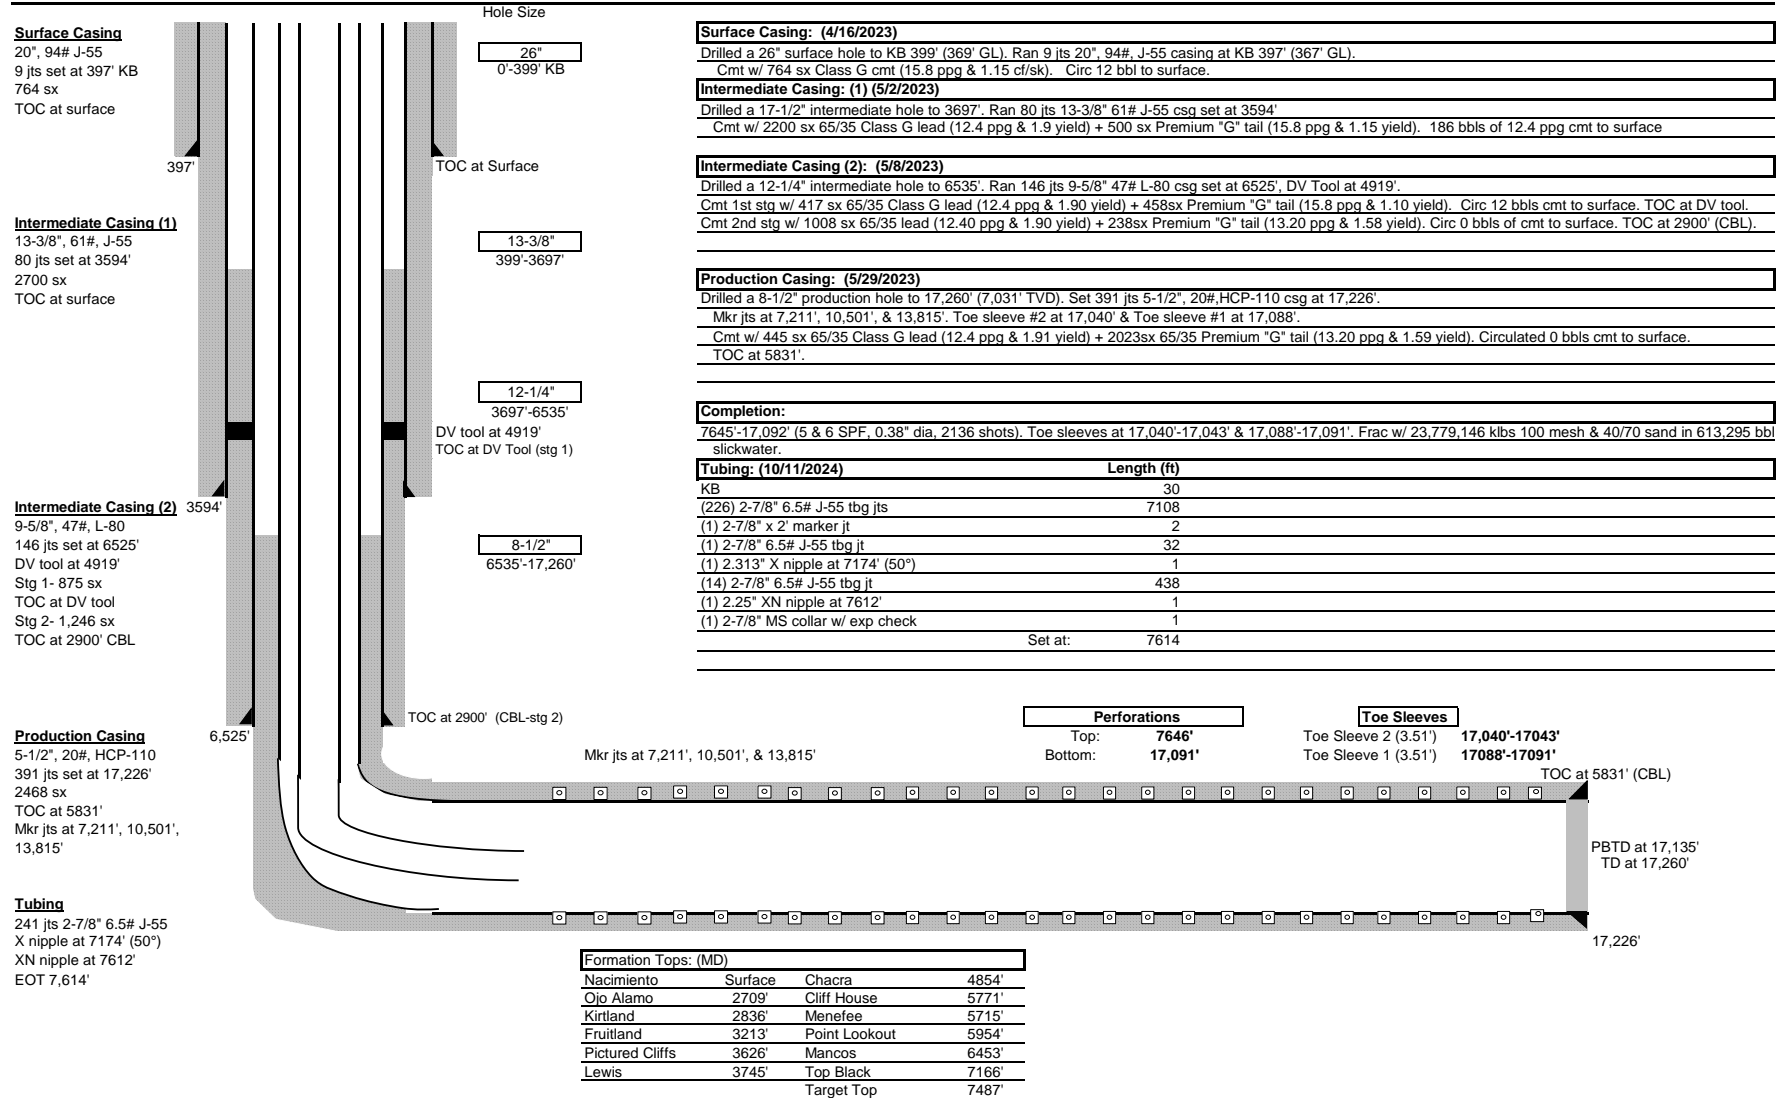 Hole Size
Surface Casing
20", 94# J-55
9 jts set at 397' KB
764 sx
TOC at surface
397'
Intermediate Casing (1)
13-3/8", 61#, J-55
80 jts set at 3594'
2700 sx
TOC at surface
Intermediate Casing (2) 3594'
9-5/8", 47#, L-80
146 jts set at 6525'
DV tool at 4919'
Stg 1- 875 sx
TOC at DV tool
Stg 2- 1,246 sx
TOC at 2900' CBL
6,525'
Production Casing
5-1/2", 20#, HCP-110
391 jts set at 17,226'
2468 sx
TOC at 5831'
Mkr jts at 7,211', 10,501',
13,815'
Tubing
241 jts 2-7/8" 6.5# J-55
X nipple at 7174' (50°)
XN nipple at 7612'
EOT 7,614'
26"
0'-399' KB
TOC at Surface
13-3/8"
399'-3697'
12-1/4"
3697'-6535'
DV tool at 4919'
TOC at DV Tool (stg 1)
8-1/2"
6535'-17,260'
TOC at 2900' (CBL-stg 2)
Surface Casing: (4/16/2023)
Drilled a 26" surface hole to KB 399' (369' GL). Ran 9 jts 20", 94#, J-55 casing at KB 397' (367' GL).
Cmt w/ 764 sx Class G cmt (15.8 ppg & 1.15 cf/sk). Circ 12 bbl to surface.
Intermediate Casing: (1) (5/2/2023)
Drilled a 17-1/2" intermediate hole to 3697'. Ran 80 jts 13-3/8" 61# J-55 csg set at 3594'
Cmt w/ 2200 sx 65/35 Class G lead (12.4 ppg & 1.9 yield) + 500 sx Premium "G" tail (15.8 ppg & 1.15 yield). 186 bbls of 12.4 ppg cmt to surface
Intermediate Casing (2): (5/8/2023)
Drilled a 12-1/4" intermediate hole to 6535'. Ran 146 jts 9-5/8" 47# L-80 csg set at 6525', DV Tool at 4919'.
Cmt 1st stg w/ 417 sx 65/35 Class G lead (12.4 ppg & 1.90 yield) + 458sx Premium "G" tail (15.8 ppg & 1.10 yield). Circ 12 bbls cmt to surface. TOC at DV tool.
Cmt 2nd stg w/ 1008 sx 65/35 lead (12.40 ppg & 1.90 yield) + 238sx Premium "G" tail (13.20 ppg & 1.58 yield). Circ 0 bbls of cmt to surface. TOC at 2900' (CBL).
Production Casing: (5/29/2023)
Drilled a 8-1/2" production hole to 17,260' (7,031' TVD). Set 391 jts 5-1/2", 20#,HCP-110 csg at 17,226'.
Mkr jts at 7,211', 10,501', & 13,815'. Toe sleeve #2 at 17,040' & Toe sleeve #1 at 17,088'.
Cmt w/ 445 sx 65/35 Class G lead (12.4 ppg & 1.91 yield) + 2023sx 65/35 Premium "G" tail (13.20 ppg & 1.59 yield). Circulated 0 bbls cmt to surface.
TOC at 5831'.
Completion:
7645'-17,092' (5 & 6 SPF, 0.38" dia, 2136 shots). Toe sleeves at 17,040'-17,043' & 17,088'-17,091'. Frac w/ 23,779,146 klbs 100 mesh & 40/70 sand in 613,295 bbl
slickwater.
Tubing: (10/11/2024) Length (ft)
KB 30
(226) 2-7/8" 6.5# J-55 tbg jts 7108
(1) 2-7/8" x 2' marker jt 2
(1) 2-7/8" 6.5# J-55 tbg jt 32
(1) 2.313" X nipple at 7174' (50°) 1
(14) 2-7/8" 6.5# J-55 tbg jt 438
(1) 2.25" XN nipple at 7612' 1
(1) 2-7/8" MS collar w/ exp check 1
Set at: 7614
Perforations
Top: 7646'
Bottom: 17,091'
Toe Sleeves
Toe Sleeve 2 (3.51') 17,040'-17043'
Toe Sleeve 1 (3.51') 17088'-17091'
Mkr jts at 7,211', 10,501', & 13,815'
TOC at 5831' (CBL)
PBTD at 17,135'
TD at 17,260'
17,226'
Formation Tops: (MD)
Nacimiento Surface Chacra 4854'
Ojo Alamo 2709' Cliff House 5771'
Kirtland 2836' Menefee 5715'
Fruitland 3213' Point Lookout 5954'
Pictured Cliffs 3626' Mancos 6453'
Lewis 3745' Top Black 7166'
Target Top 7487'